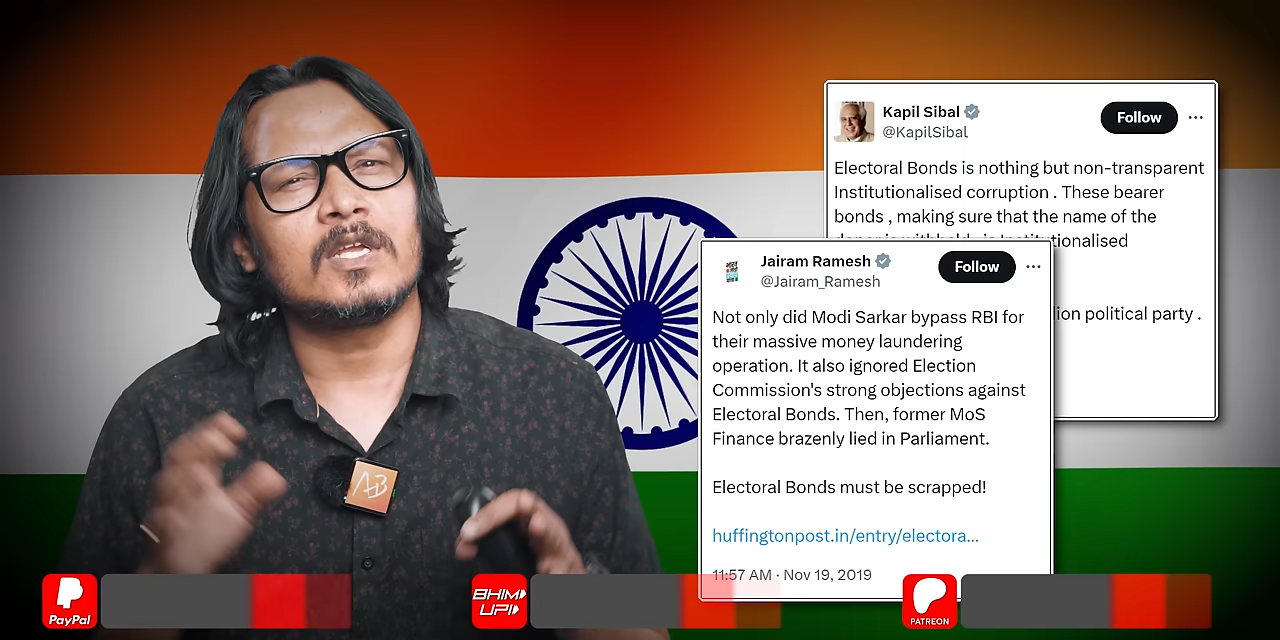 Kapil Sibal
@KapilSibal
Follow
Electoral Bonds is nothing but non-transparent
Institutionalised corruption . These bearer
bonds , making sure that the name of the
tionalised
ion political party .
Jairam Ramesh
@Jairam_Ramesh
Follow
Not only did Modi Sarkar bypass RBI for
their massive money laundering
operation. It also ignored Election
Commission's strong objections against
Electoral Bonds. Then, former MoS
Finance brazenly lied in Parliament.
Electoral Bonds must be scrapped!
huffingtonpost.in/entry/electora...
11:57 AM · Nov 19, 2019
AB
PayPal
BHIM
UPI
PATREON